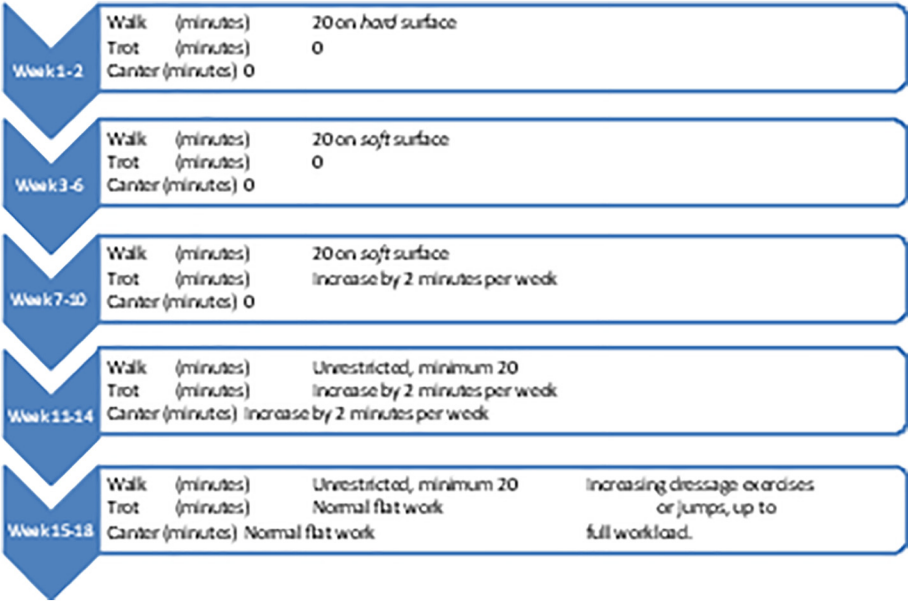 Week 1-2
Walk (minutes) 20 on hard surface
Trot (minutes) 0
Canter (minutes) 0
Week 3-6
Walk (minutes) 20 on soft surface
Trot (minutes) 0
Canter (minutes) 0
Week 7-10
Walk (minutes) 20 on soft surface
Trot (minutes) Increase by 2 minutes per week
Canter (minutes) 0
Week 11-14
Walk (minutes) Unrestricted, minimum 20
Trot (minutes) Increase by 2 minutes per week
Canter (minutes) Increase by 2 minutes per week
Week 15-18
Walk (minutes) Unrestricted, minimum 20 Increasing dressage exercises
Trot (minutes) Normal flat work or jumps, up to
Canter (minutes) Normal flat work full workload.